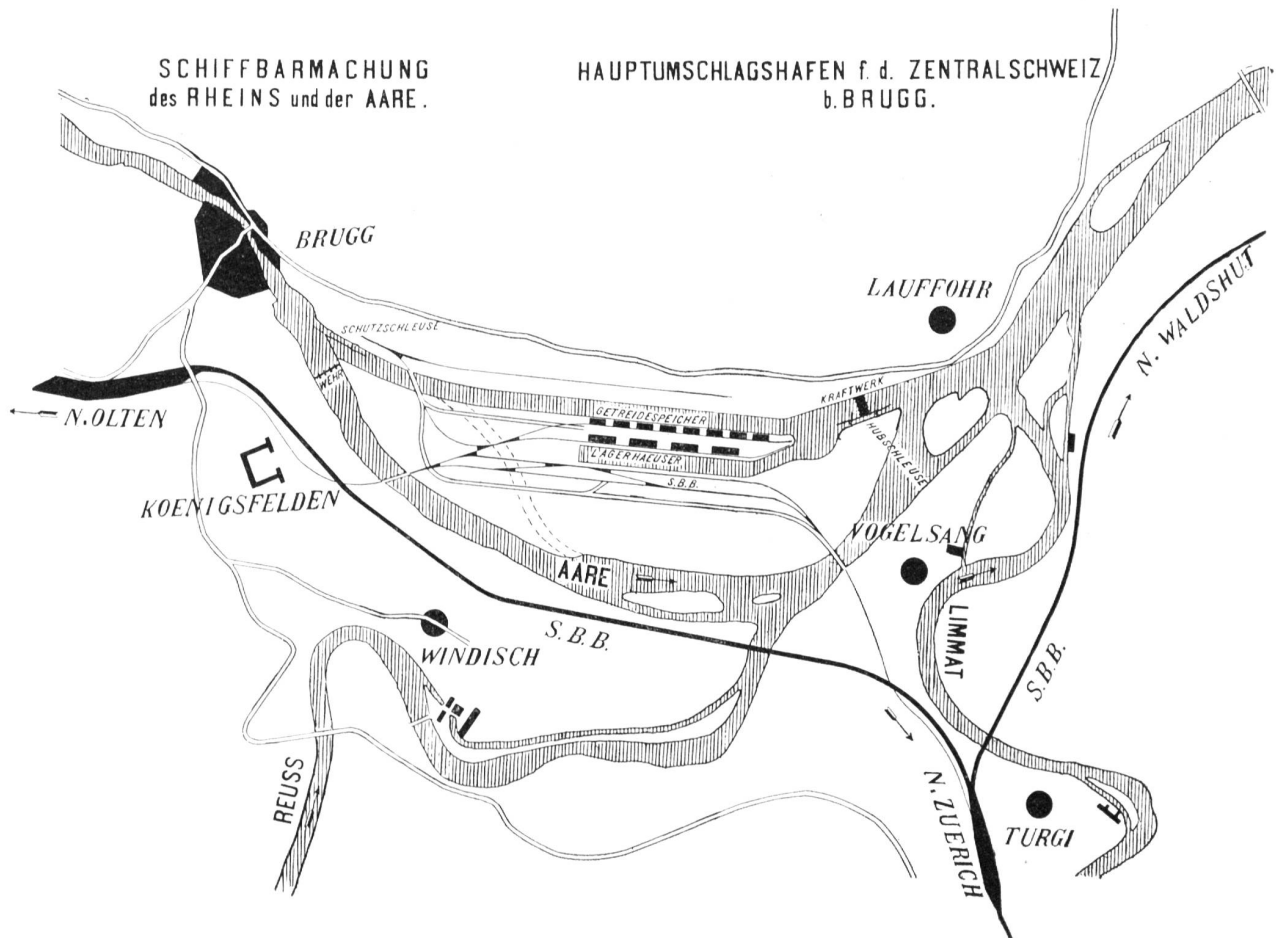 SCHIFFBARMACHUNG
des RHEINS und der AARE.
HAUPTUMSCHLAGSHAFEN f. d. ZENTRALSCHWEIZ
b. BRUGG.
BRUGG
LAUFFOHR
N. WALDSHUT
SCHUTZSCHLEUSE
WEHR
KRAFTWERK
GETREIDESPEICHER
HUBSCHLEUSE
N. OLTEN
LAGERHAEUSER
S.B.B.
KOENIGSFELDEN
VOGELSANG
AARE
LIMMAT
S.B.B.
WINDISCH
S.B.B.
REUSS
N. ZUERICH
TURGI